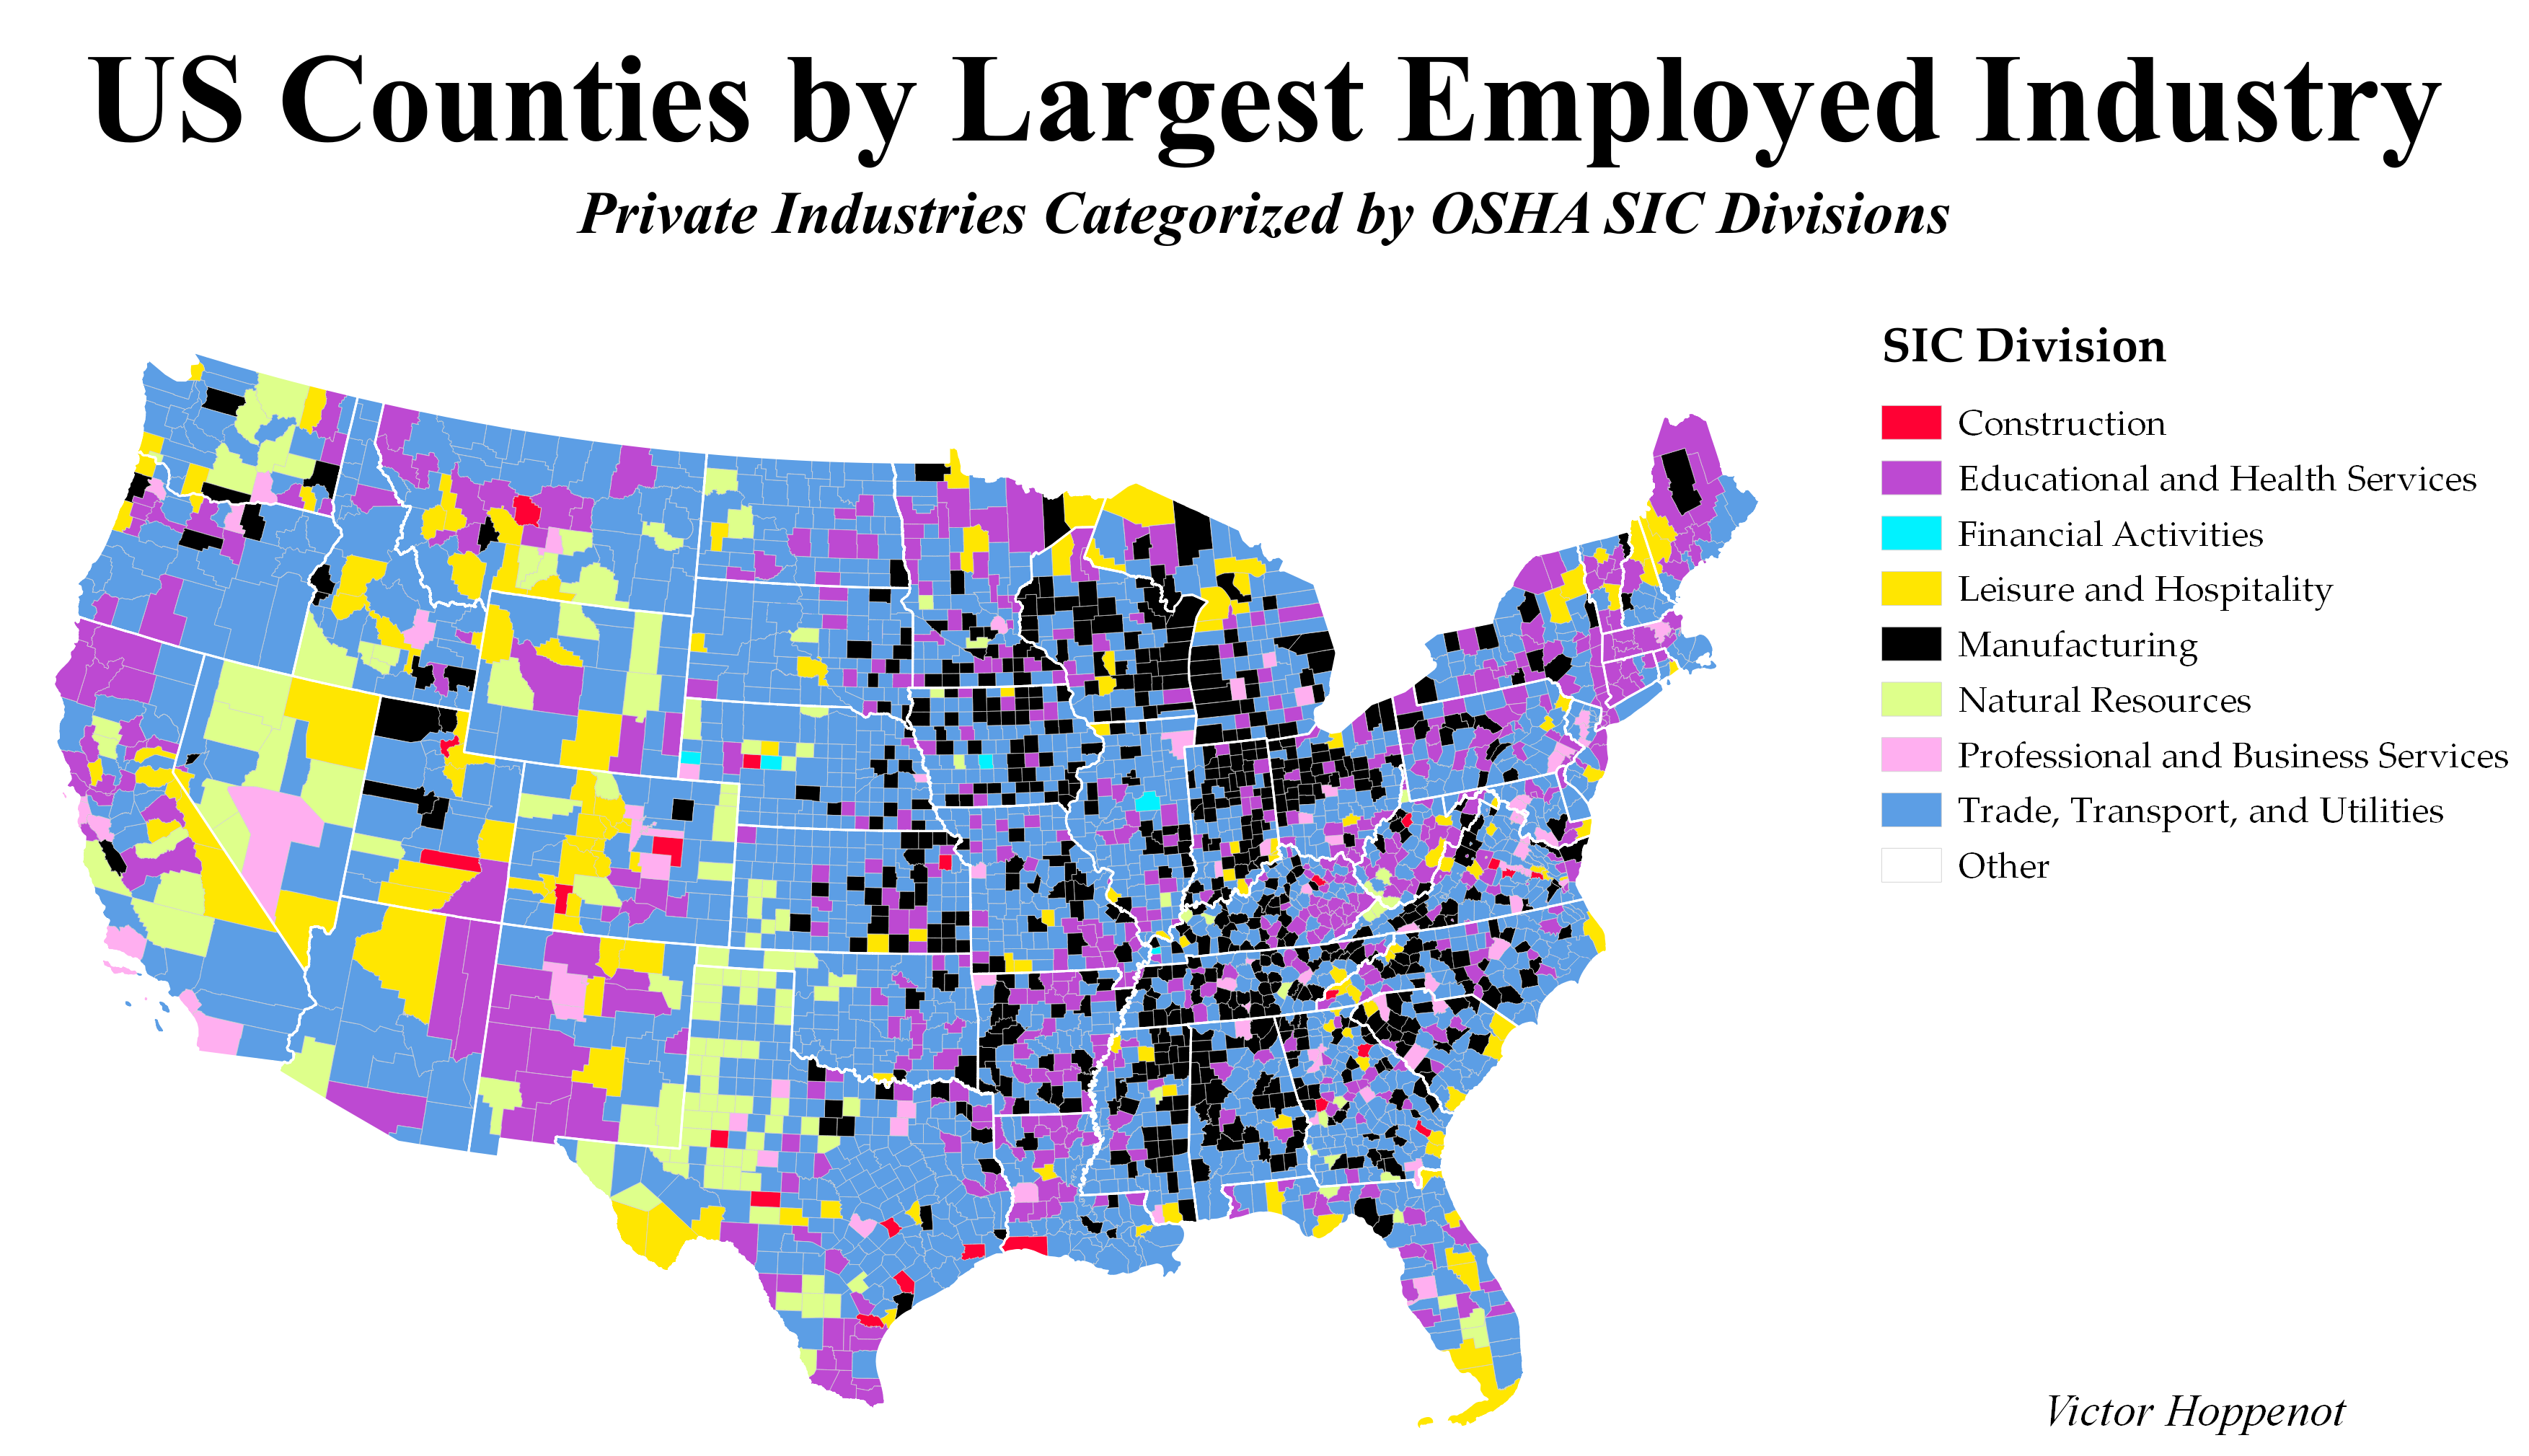 US Counties by Largest Employed Industry
Private Industries Categorized by OSHA SIC Divisions
SIC Division
Construction
Educational and Health Services
Financial Activities
Leisure and Hospitality
Manufacturing
Natural Resources
Professional and Business Services
Trade, Transport, and Utilities
Other
Victor Hoppenot